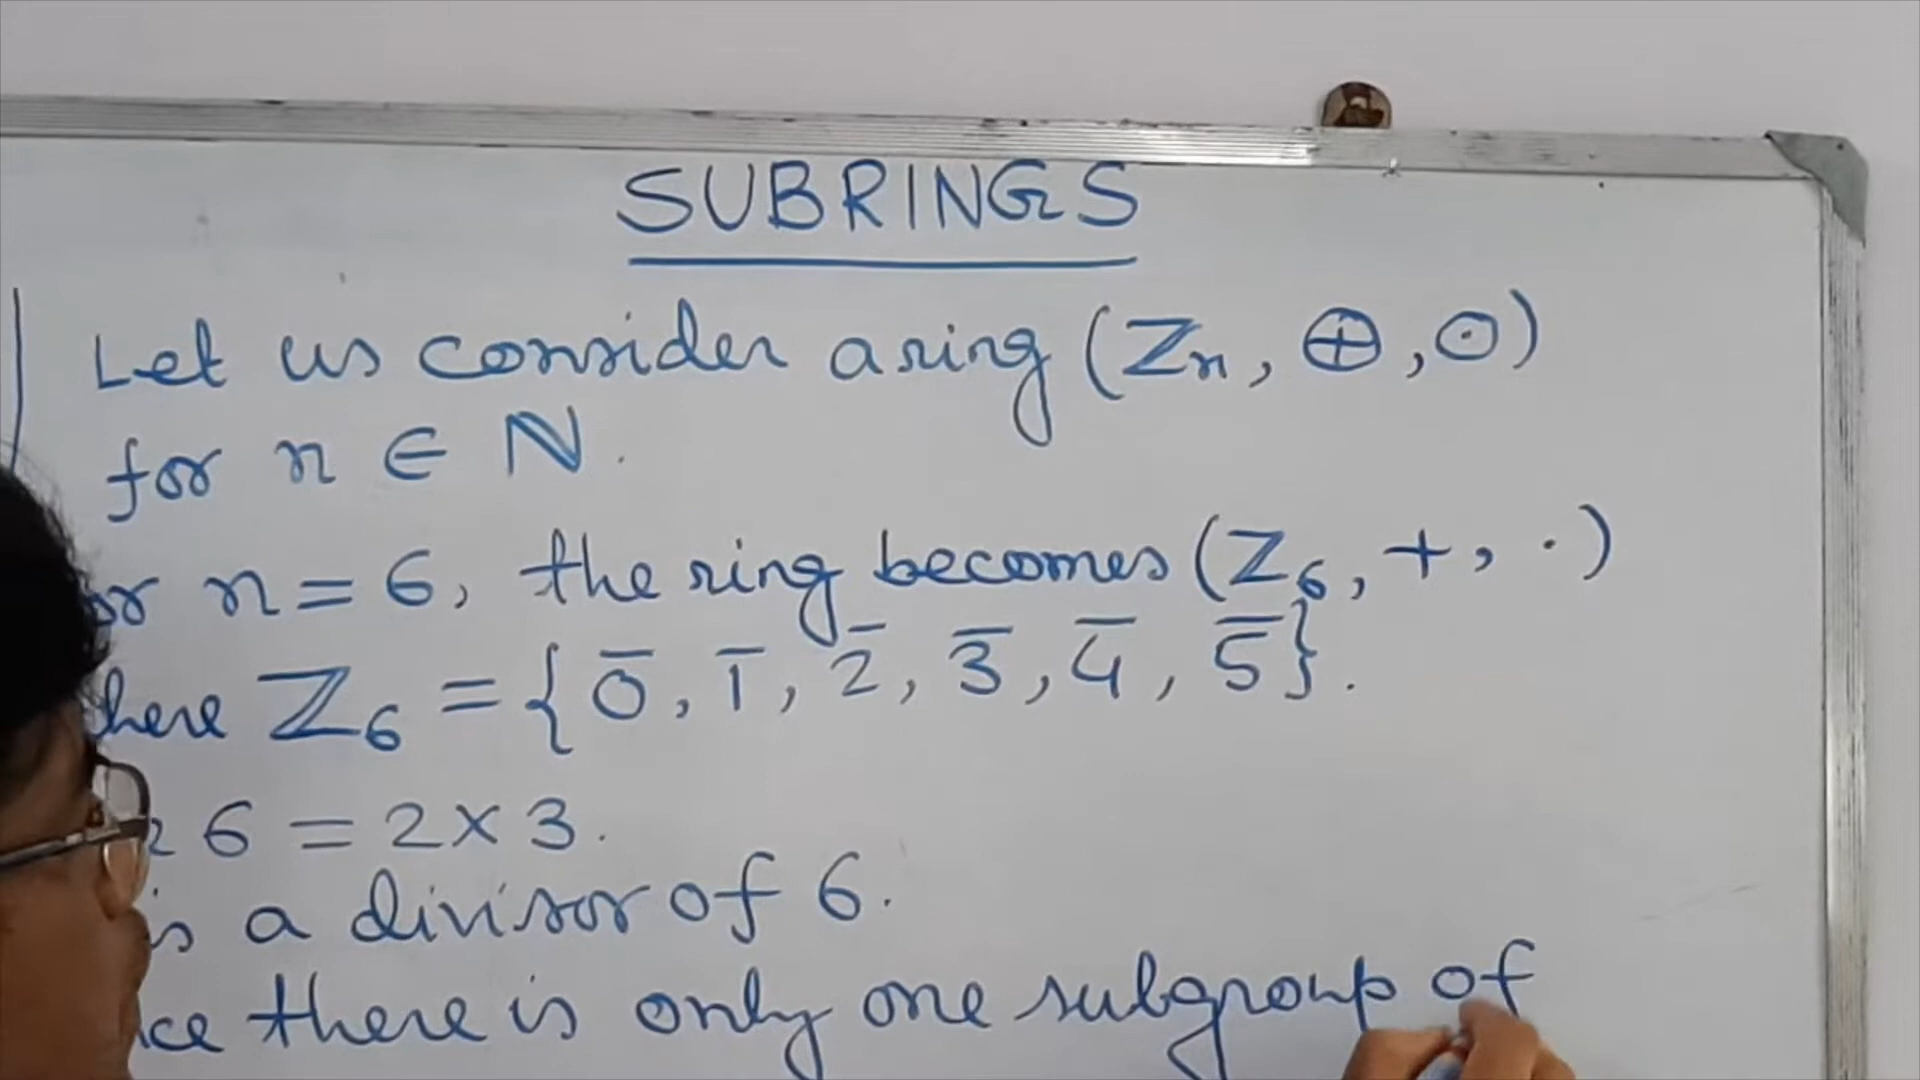 SUBRINGS
Let us consider a ring (Zn, ⊕, ⊙)
for n ∈ ℕ.
n = 6, the ring becomes (Z6, +, ·)
Z6 = {0̅, 1̅, 2̅, 3̅, 4̅, 5̅}.
6 = 2 × 3.
is a divisor of 6.
there is only one subgroup of